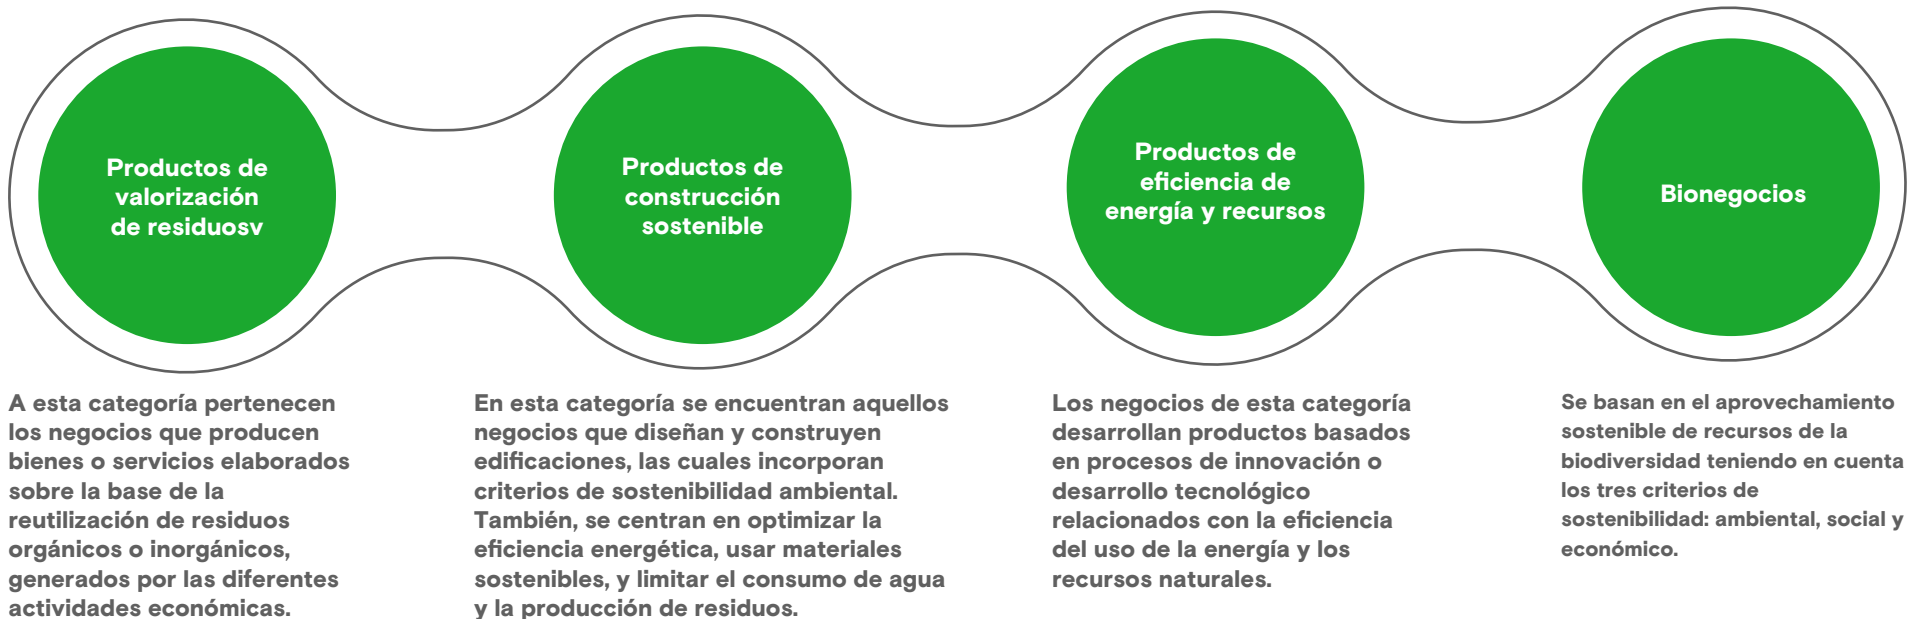 Productos de
valorización
de residuosv
Productos de
construcción
sostenible
Productos de
eficiencia de
energía y recursos
Bionegocios
A esta categoría pertenecen
los negocios que producen
bienes o servicios elaborados
sobre la base de la
reutilización de residuos
orgánicos o inorgánicos,
generados por las diferentes
actividades económicas.
En esta categoría se encuentran aquellos
negocios que diseñan y construyen
edificaciones, las cuales incorporan
criterios de sostenibilidad ambiental.
También, se centran en optimizar la
eficiencia energética, usar materiales
sostenibles, y limitar el consumo de agua
y la producción de residuos.
Los negocios de esta categoría
desarrollan productos basados
en procesos de innovación o
desarrollo tecnológico
relacionados con la eficiencia
del uso de la energía y los
recursos naturales.
Se basan en el aprovechamiento
sostenible de recursos de la
biodiversidad teniendo en cuenta
los tres criterios de
sostenibilidad: ambiental, social y
económico.